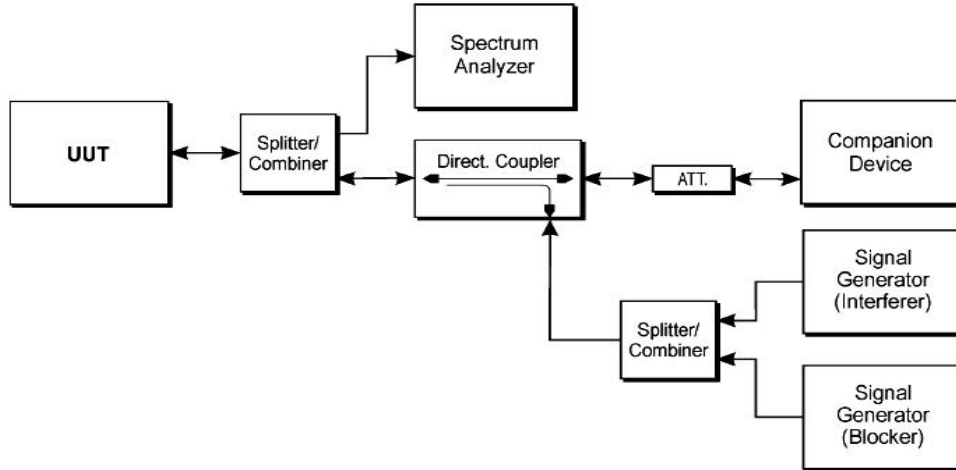 Spectrum
Analyzer
UUT
Splitter/
Combiner
Direct. Coupler
ATT.
Companion
Device
Signal
Generator
(Interferer)
Splitter/
Combiner
Signal
Generator
(Blocker)